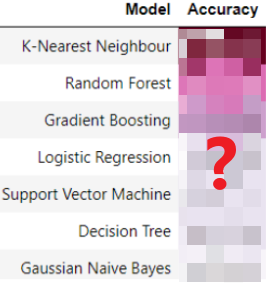 Model Accuracy
K-Nearest Neighbour
Random Forest
Gradient Boosting
Logistic Regression
?
Support Vector Machine
Decision Tree
Gaussian Naive Bayes